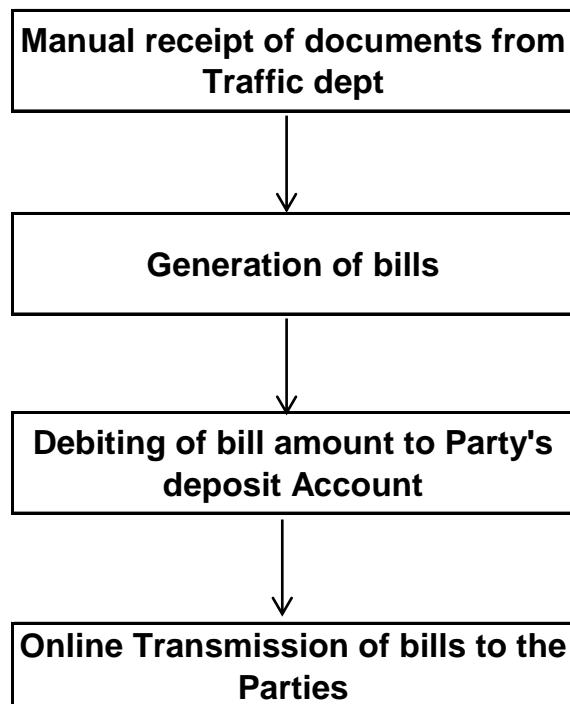 Manual receipt of documents from
Traffic dept
Generation of bills
Debiting of bill amount to Party's
deposit Account
Online Transmission of bills to the
Parties